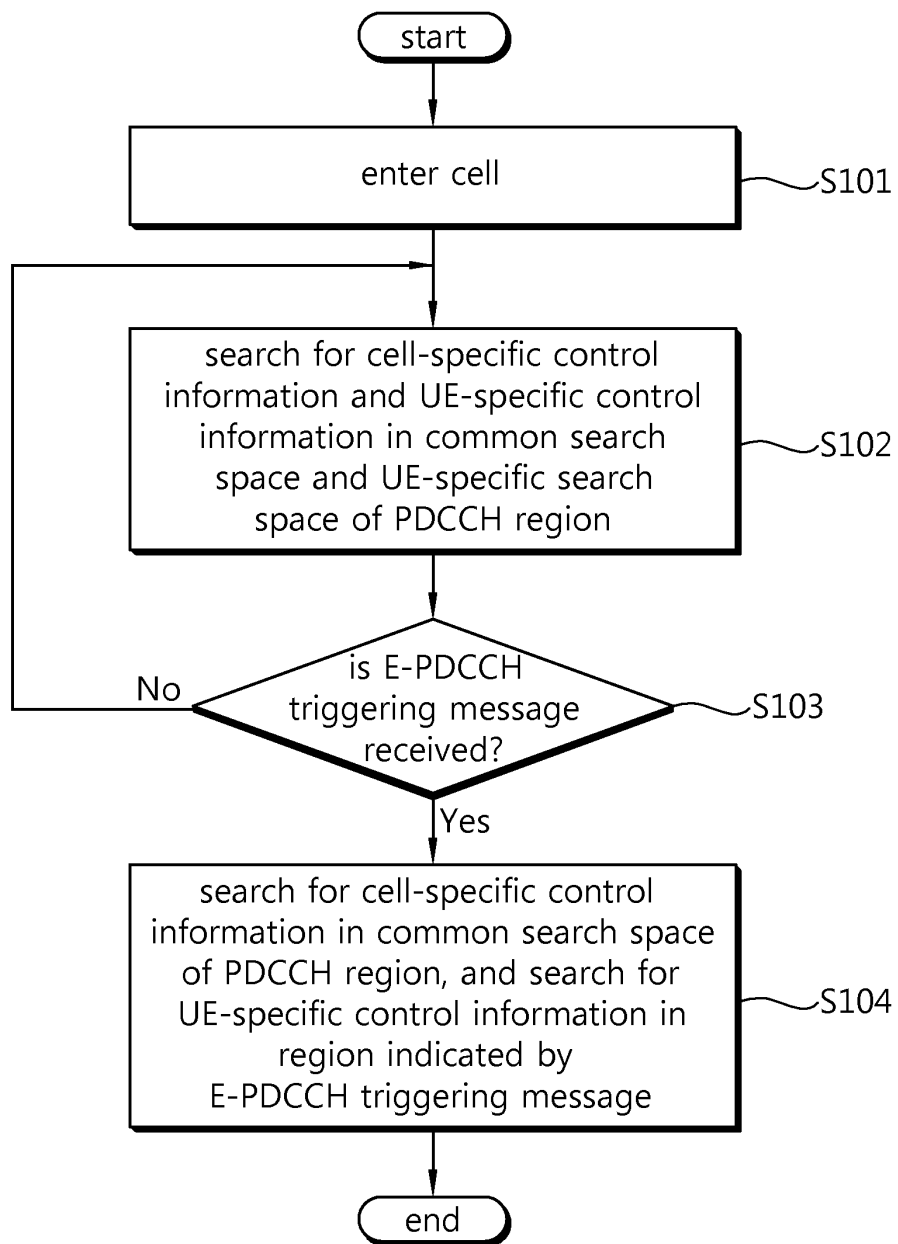 start
enter cell
S101
search for cell-specific control
information and UE-specific control
information in common search
space and UE-specific search
space of PDCCH region
S102
is E-PDCCH
triggering message
received?
No
S103
Yes
search for cell-specific control
information in common search space
of PDCCH region, and search for
UE-specific control information in
region indicated by
E-PDCCH triggering message
S104
end